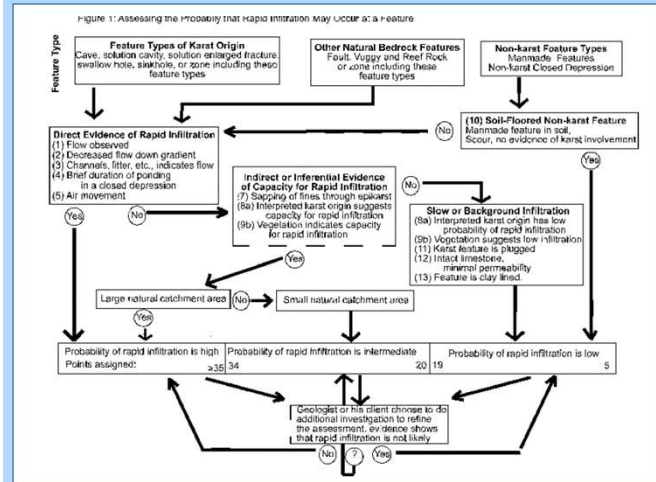 Figure 1: Assessing the Probablity that Rapid Infiltration May Occur at a Feature
Feature Type
Feature Types of Karst Origin
Cave, solution cavity, solution enlarged fracture,
swallow hole, sinkhole, or zone including these
feature types
Other Natural Bedrock Features
Fault, Vuggy and Reef Rock
or zone including these
feature types
Non-karst Feature Types
Manmade Features
Non-karst Closed Depression
Direct Evidence of Rapid Infiltration
(1) Flow observed
(2) Decreased flow down gradient
(3) Channels, litter, etc., indicates flow
(4) Brief duration of ponding
in a closed depression
(5) Air movement
No
(10) Soil-Floored Non-karst Feature
Manmade feature in soil,
Scour, no evidence of karst involvement
Yes
No
Indirect or Inferential Evidence
of Capacity for Rapid Infiltration
(7) Sapping of fines through epikarst
(8a) Interpreted karst origin suggests
capacity for rapid infiltration
(9b) Vegetation indicates capacity
for rapid infiltration
No
Yes
Slow or Background Infiltration
(8a) Interpreted karst origin has low
probability of rapid infiltration
(9b) Vegetation suggests low infiltration
(11) Karst feature is plugged
(12) Intact limestone,
minimal permeability
(13) Feature is clay lined.
Yes
Large natural catchment area
No
Small natural catchment area
Yes
Probability of rapid infiltration is high
Points assigned: ≥35
Probability of rapid infiltration is intermediate
34 20
Probability of rapid infiltration is low
19 5
Geologist or his client choose to do
additional investigation to refine
the assessment, evidence shows
that rapid infiltration is not likely
No ? Yes